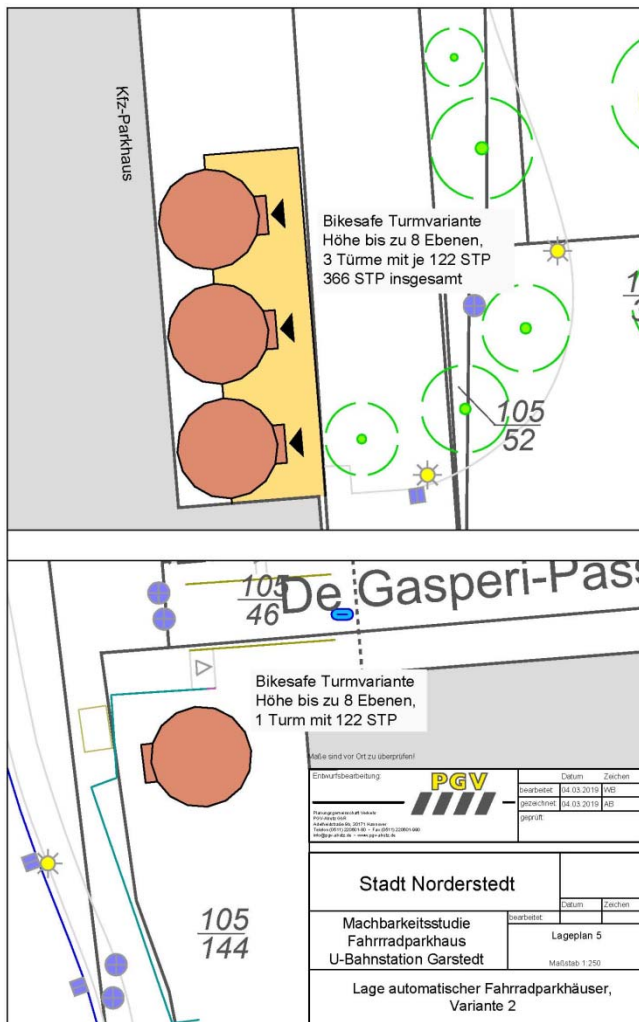 Kfz-Parkhaus
Bikesafe Turmvariante
Höhe bis zu 8 Ebenen,
3 Türme mit je 122 STP
366 STP insgesamt
105
52
105
46
De Gasperi-Pass
Bikesafe Turmvariante
Höhe bis zu 8 Ebenen,
1 Turm mit 122 STP
Maße sind vor Ort zu überprüfen!
105
144
Entwurfsbearbeitung:
PGV
Datum Zeichen
bearbeitet 04.03.2019 WB
gezeichnet 04.03.2019 AB
geprüft:
Stadt Norderstedt
Datum Zeichen
bearbeitet:
Machbarkeitsstudie
Fahrrradparkhaus
U-Bahnstation Garstedt
Lageplan 5
Maßstab 1:250
Lage automatischer Fahrradparkhäuser,
Variante 2